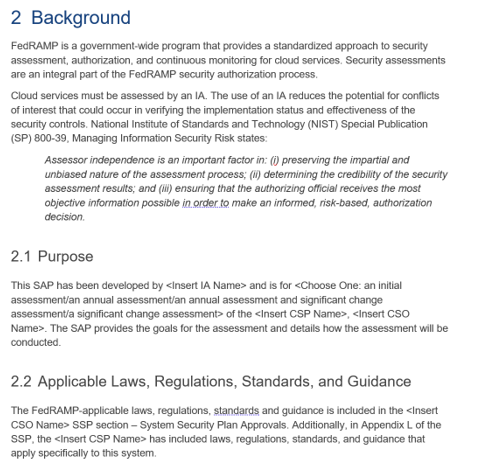 2 Background
FedRAMP is a government-wide program that provides a standardized approach to security
assessment, authorization, and continuous monitoring for cloud services. Security assessments
are an integral part of the FedRAMP security authorization process.
Cloud services must be assessed by an IA. The use of an IA reduces the potential for conflicts
of interest that could occur in verifying the implementation status and effectiveness of the
security controls. National Institute of Standards and Technology (NIST) Special Publication
(SP) 800-39, Managing Information Security Risk states:
Assessor independence is an important factor in: (i) preserving the impartial and
unbiased nature of the assessment process; (ii) determining the credibility of the security
assessment results; and (iii) ensuring that the authorizing official receives the most
objective information possible in order to make an informed, risk-based, authorization
decision.
2.1 Purpose
This SAP has been developed by <Insert IA Name> and is for <Choose One: an initial
assessment/an annual assessment/an annual assessment and significant change
assessment/a significant change assessment> of the <Insert CSP Name>, <Insert CSO
Name>. The SAP provides the goals for the assessment and details how the assessment will be
conducted.
2.2 Applicable Laws, Regulations, Standards, and Guidance
The FedRAMP-applicable laws, regulations, standards and guidance is included in the <Insert
CSO Name> SSP section – System Security Plan Approvals. Additionally, in Appendix L of the
SSP, the <Insert CSP Name> has included laws, regulations, standards, and guidance that
apply specifically to this system.